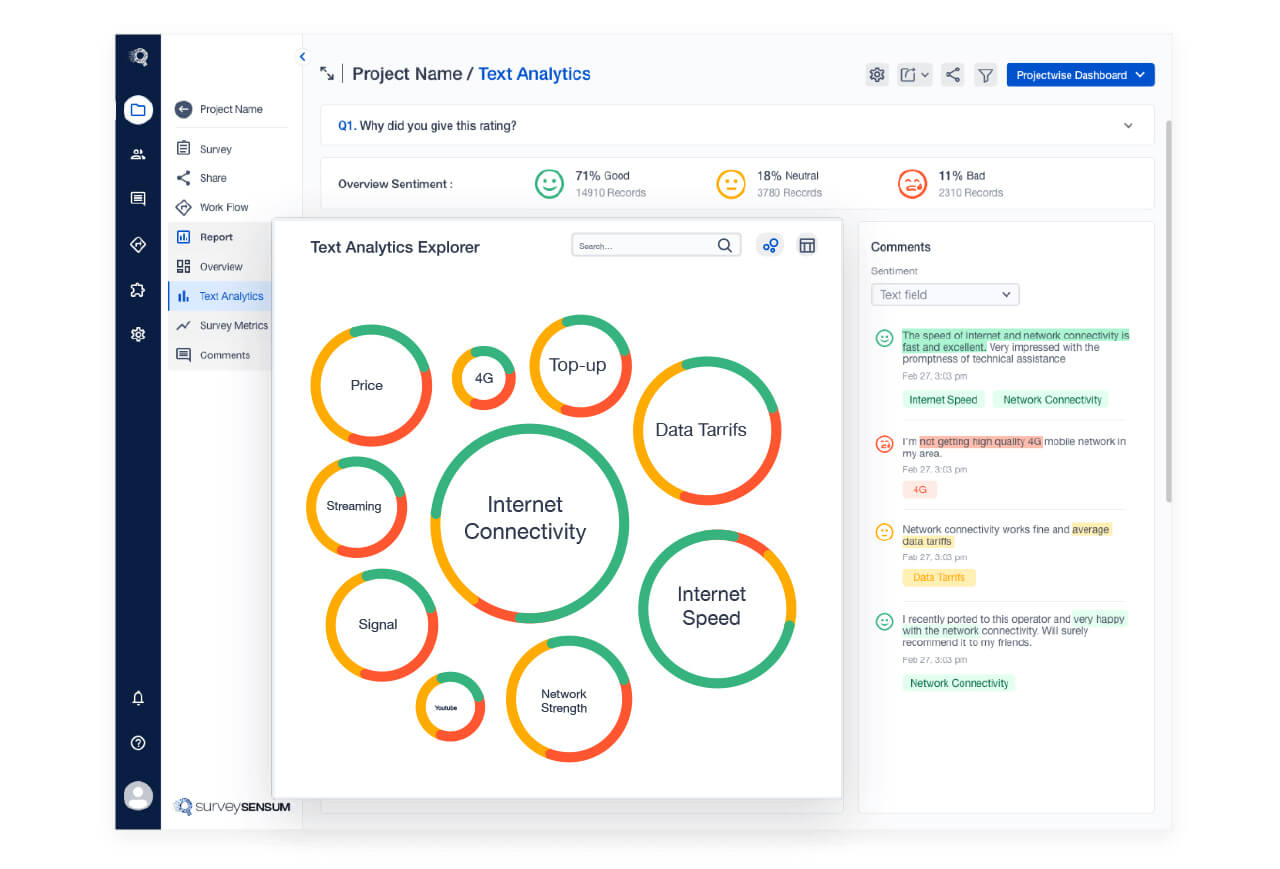 Project Name / Text Analytics
Projectwise Dashboard
Project Name
Survey
Share
Work Flow
Report
Overview
Text Analytics
Survey Metrics
Comments
surveySENSUM
Q1. Why did you give this rating?
Overview Sentiment :
71% Good
14910 Records
18% Neutral
3780 Records
11% Bad
2310 Records
Text Analytics Explorer
Search...
Price
4G
Top-up
Data Tarrifs
Streaming
Internet
Connectivity
Internet
Speed
Signal
Youtube
Network
Strength
Comments
Sentiment
Text field
The speed of internet and network connectivity is
fast and excellent. Very impressed with the
promptness of technical assistance
Feb 27, 3:03 pm
Internet Speed Network Connectivity
I'm not getting high quality 4G mobile network in
my area.
Feb 27, 3:03 pm
4G
Network connectivity works fine and average
data tariffs
Feb 27, 3:03 pm
Data Tarrifs
I recently ported to this operator and very happy
with the network connectivity. Will surely
recommend it to my friends.
Feb 27, 3:03 pm
Network Connectivity